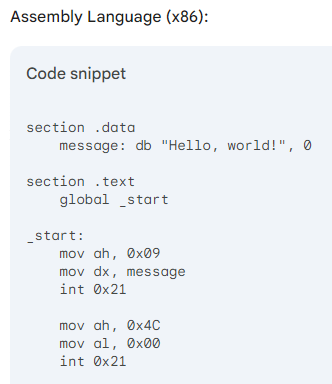 Assembly Language (x86):
Code snippet
section .data
    message: db "Hello, world!", 0
section .text
    global _start
_start:
    mov ah, 0x09
    mov dx, message
    int 0x21
    mov ah, 0x4C
    mov al, 0x00
    int 0x21